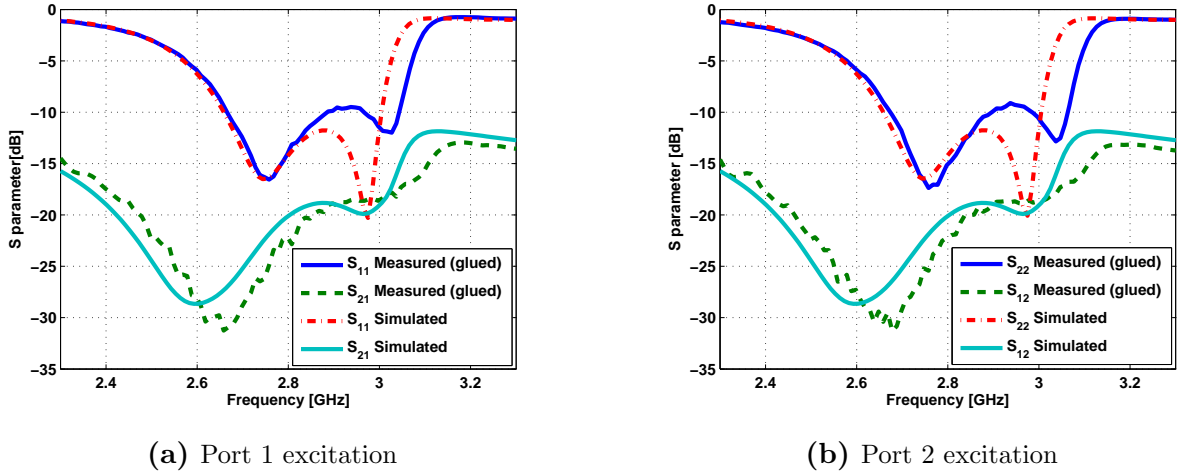 0
−5
−10
−15
−20
−25
−30
−35
S parameter[dB]
2.4 2.6 2.8 3 3.2
Frequency [GHz]
S11 Measured (glued)
S21 Measured (glued)
S11 Simulated
S21 Simulated
(a) Port 1 excitation
0
−5
−10
−15
−20
−25
−30
−35
S parameter [dB]
2.4 2.6 2.8 3 3.2
Frequency [GHz]
S22 Measured (glued)
S12 Measured (glued)
S22 Simulated
S12 Simulated
(b) Port 2 excitation